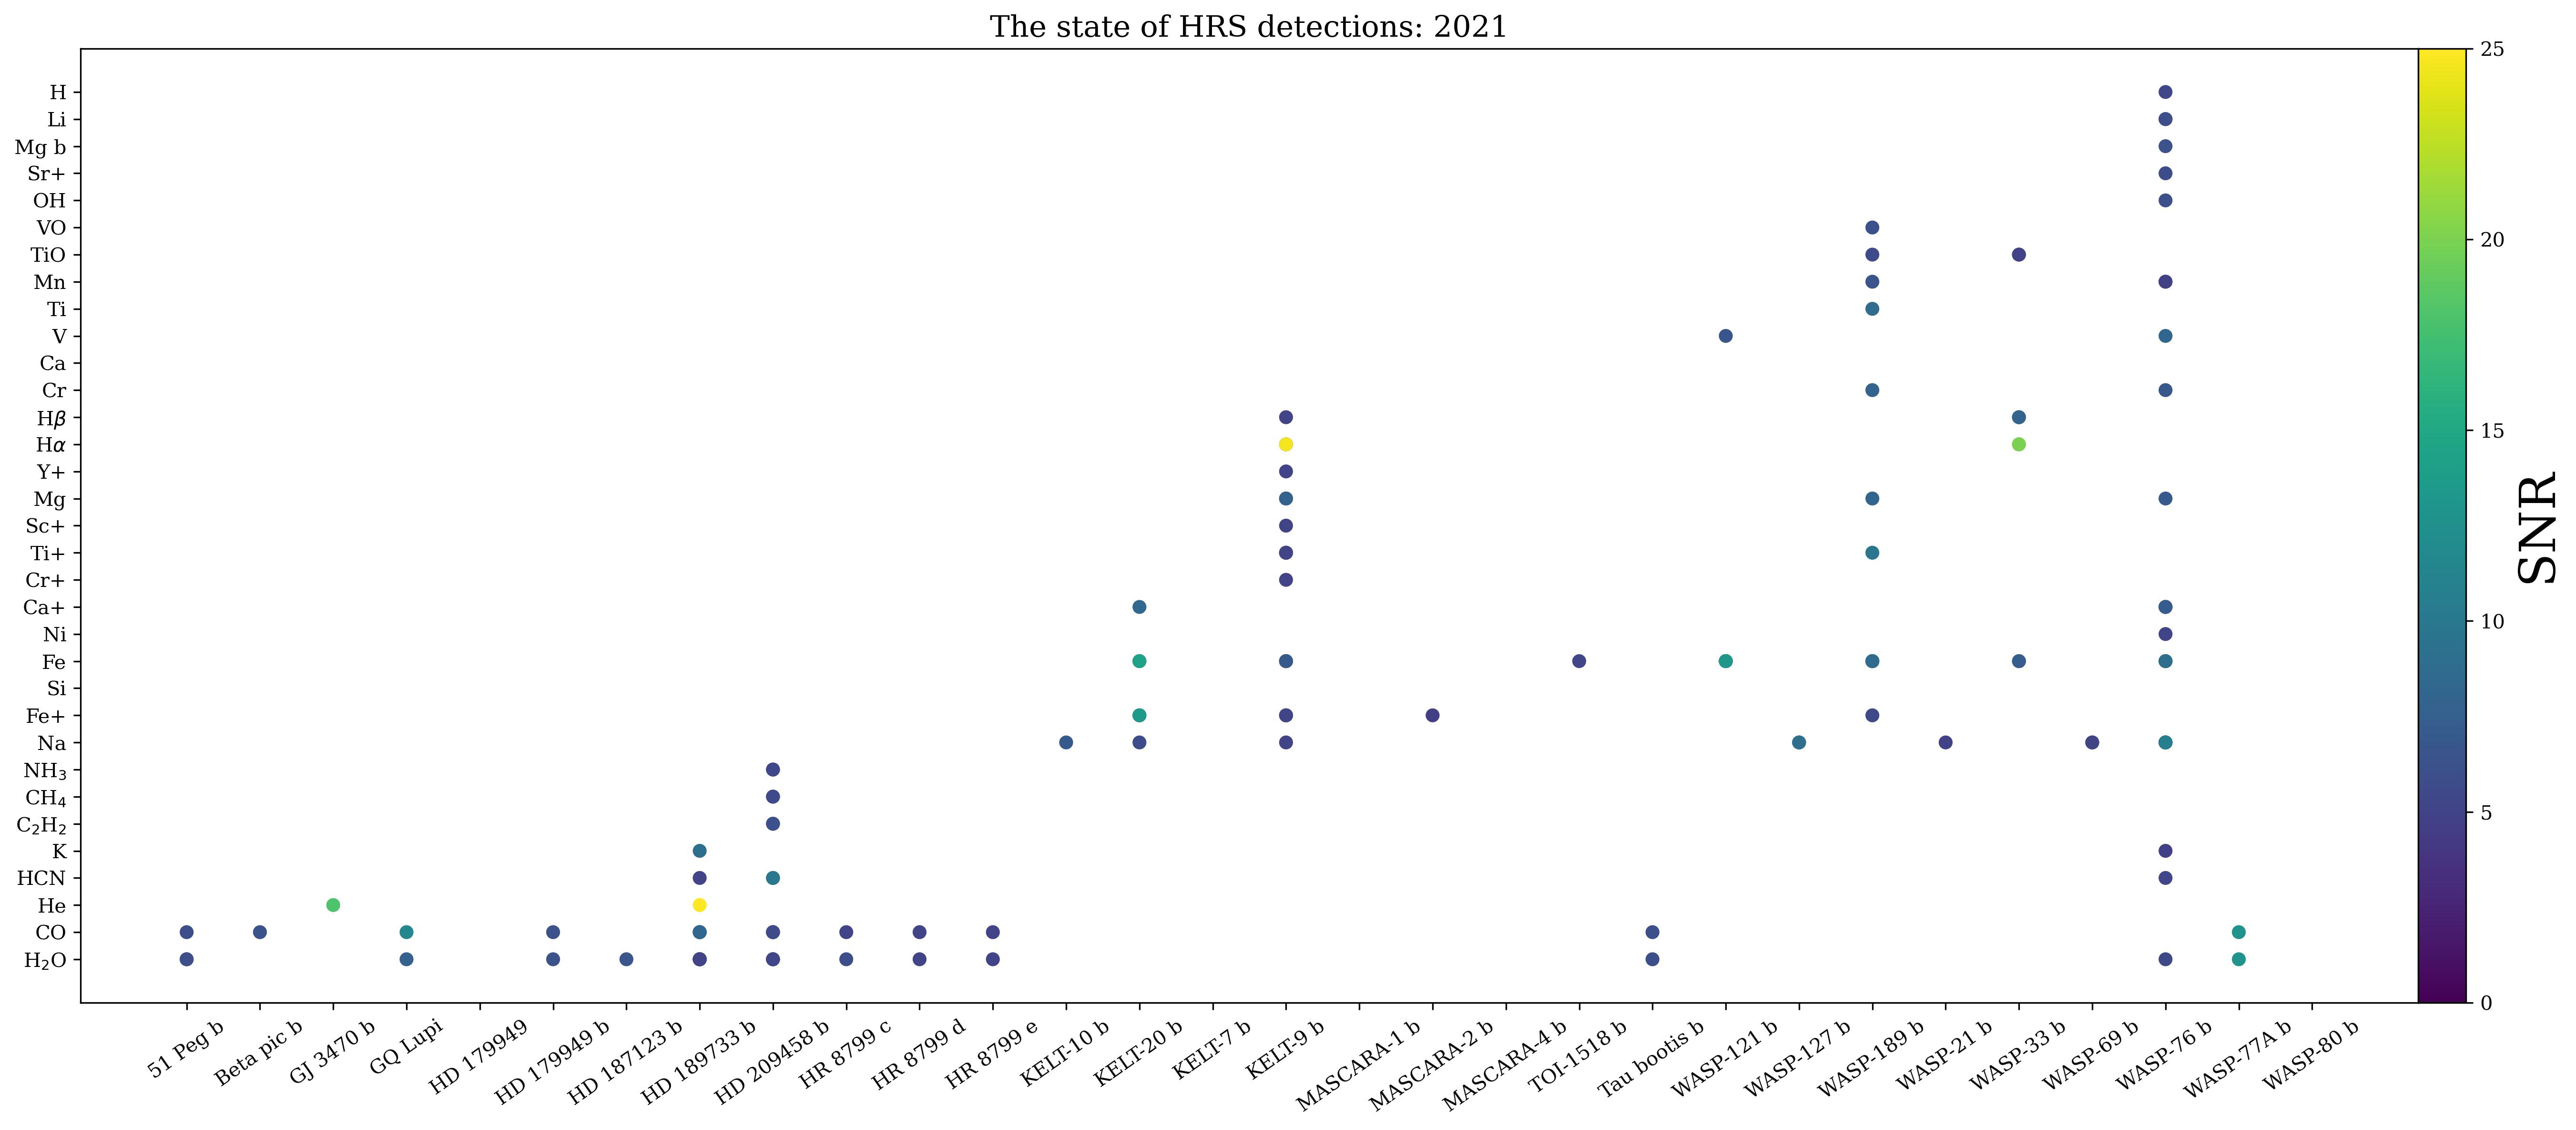 The state of HRS detections: 2021
H
Li
Mg b
Sr+
OH
VO
TiO
Mn
Ti
V
Ca
Cr
Hβ
Hα
Y+
Mg
Sc+
Ti+
Cr+
Ca+
Ni
Fe
Si
Fe+
Na
NH₃
CH₄
C₂H₂
K
HCN
He
CO
H₂O
51 Peg b
Beta pic b
GJ 3470 b
GQ Lupi
HD 179949
HD 179949 b
HD 187123 b
HD 189733 b
HD 209458 b
HR 8799 c
HR 8799 d
HR 8799 e
KELT-10 b
KELT-20 b
KELT-7 b
KELT-9 b
MASCARA-1 b
MASCARA-2 b
MASCARA-4 b
TOI-1518 b
Tau bootis b
WASP-121 b
WASP-127 b
WASP-189 b
WASP-21 b
WASP-33 b
WASP-69 b
WASP-76 b
WASP-77A b
WASP-80 b
25
20
15
10
5
0
SNR